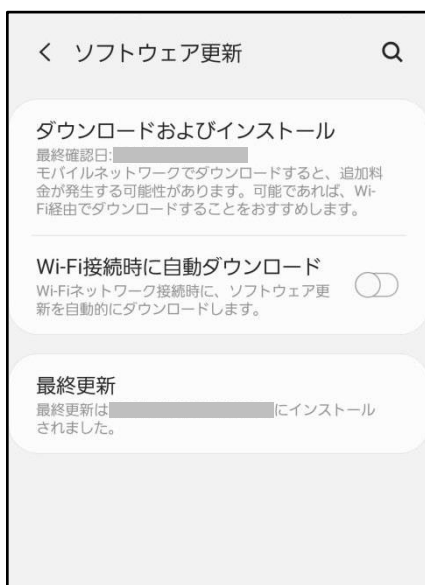 ソフトウェア更新
ダウンロードおよびインストール
最終確認日:
モバイルネットワークでダウンロードすると、追加料
金が発生する可能性があります。可能であれば、Wi-
Fi経由でダウンロードすることをおすすめします。
Wi-Fi接続時に自動ダウンロード
Wi-Fiネットワーク接続時に、ソフトウェア更
新を自動的にダウンロードします。
最終更新
最終更新は にインストール
されました。